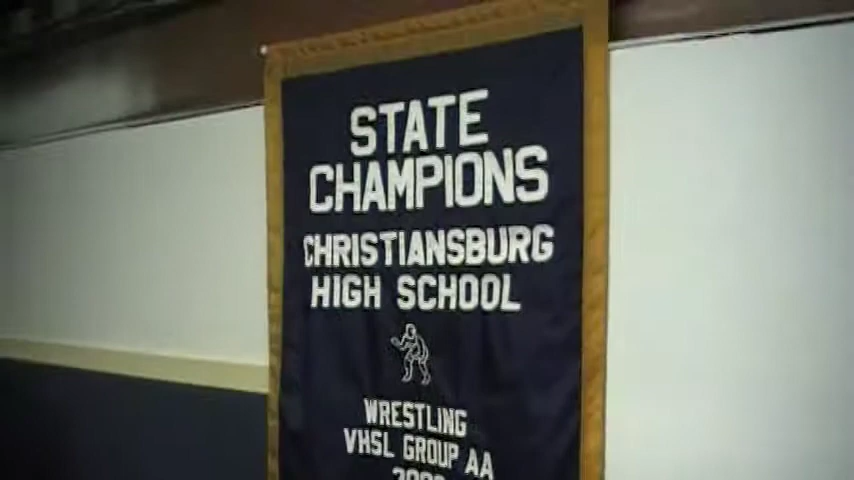 STATE
CHAMPIONS
CHRISTIANSBURG
HIGH SCHOOL
WRESTLING
VHSL GROUP AA